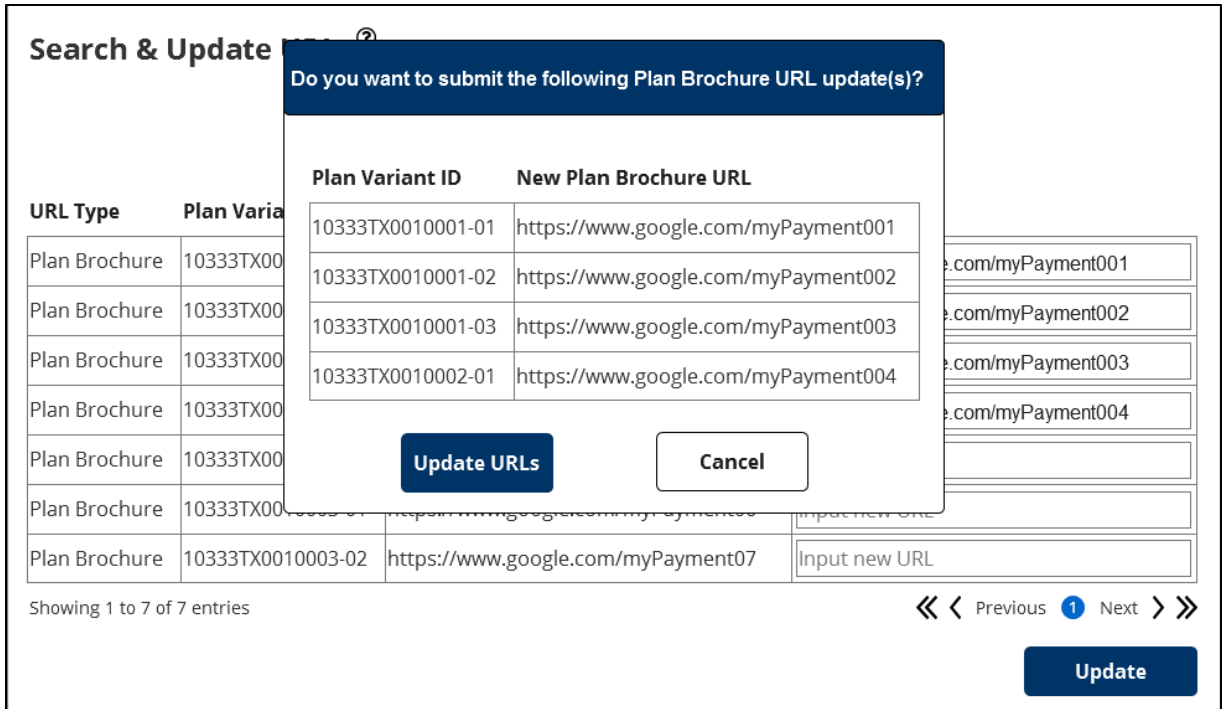 Search & Update
Do you want to submit the following Plan Brochure URL update(s)?
Plan Variant ID New Plan Brochure URL
10333TX0010001-01 https://www.google.com/myPayment001
10333TX0010001-02 https://www.google.com/myPayment002
10333TX0010001-03 https://www.google.com/myPayment003
10333TX0010002-01 https://www.google.com/myPayment004
Update URLs Cancel
URL Type Plan Varia
Plan Brochure 10333TX00 .com/myPayment001
Plan Brochure 10333TX00 .com/myPayment002
Plan Brochure 10333TX00 .com/myPayment003
Plan Brochure 10333TX00 .com/myPayment004
Plan Brochure 10333TX00
Plan Brochure 10333TX0010003-01
Plan Brochure 10333TX0010003-02 https://www.google.com/myPayment07 Input new URL
Showing 1 to 7 of 7 entries
Previous 1 Next
Update